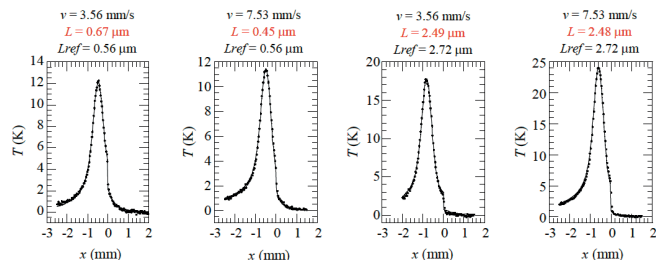 v = 3.56 mm/s
L = 0.67 µm
Lref = 0.56 µm
14
12
10
8
6
4
2
0
T (K)
-3 -2 -1 0 1 2
x (mm)
v = 7.53 mm/s
L = 0.45 µm
Lref = 0.56 µm
12
10
8
6
4
2
0
T (K)
-3 -2 -1 0 1 2
x (mm)
v = 3.56 mm/s
L = 2.49 µm
Lref = 2.72 µm
20
15
10
5
0
T (K)
-3 -2 -1 0 1 2
x (mm)
v = 7.53 mm/s
L = 2.48 µm
Lref = 2.72 µm
25
20
15
10
5
0
T (K)
-3 -2 -1 0 1 2
x (mm)